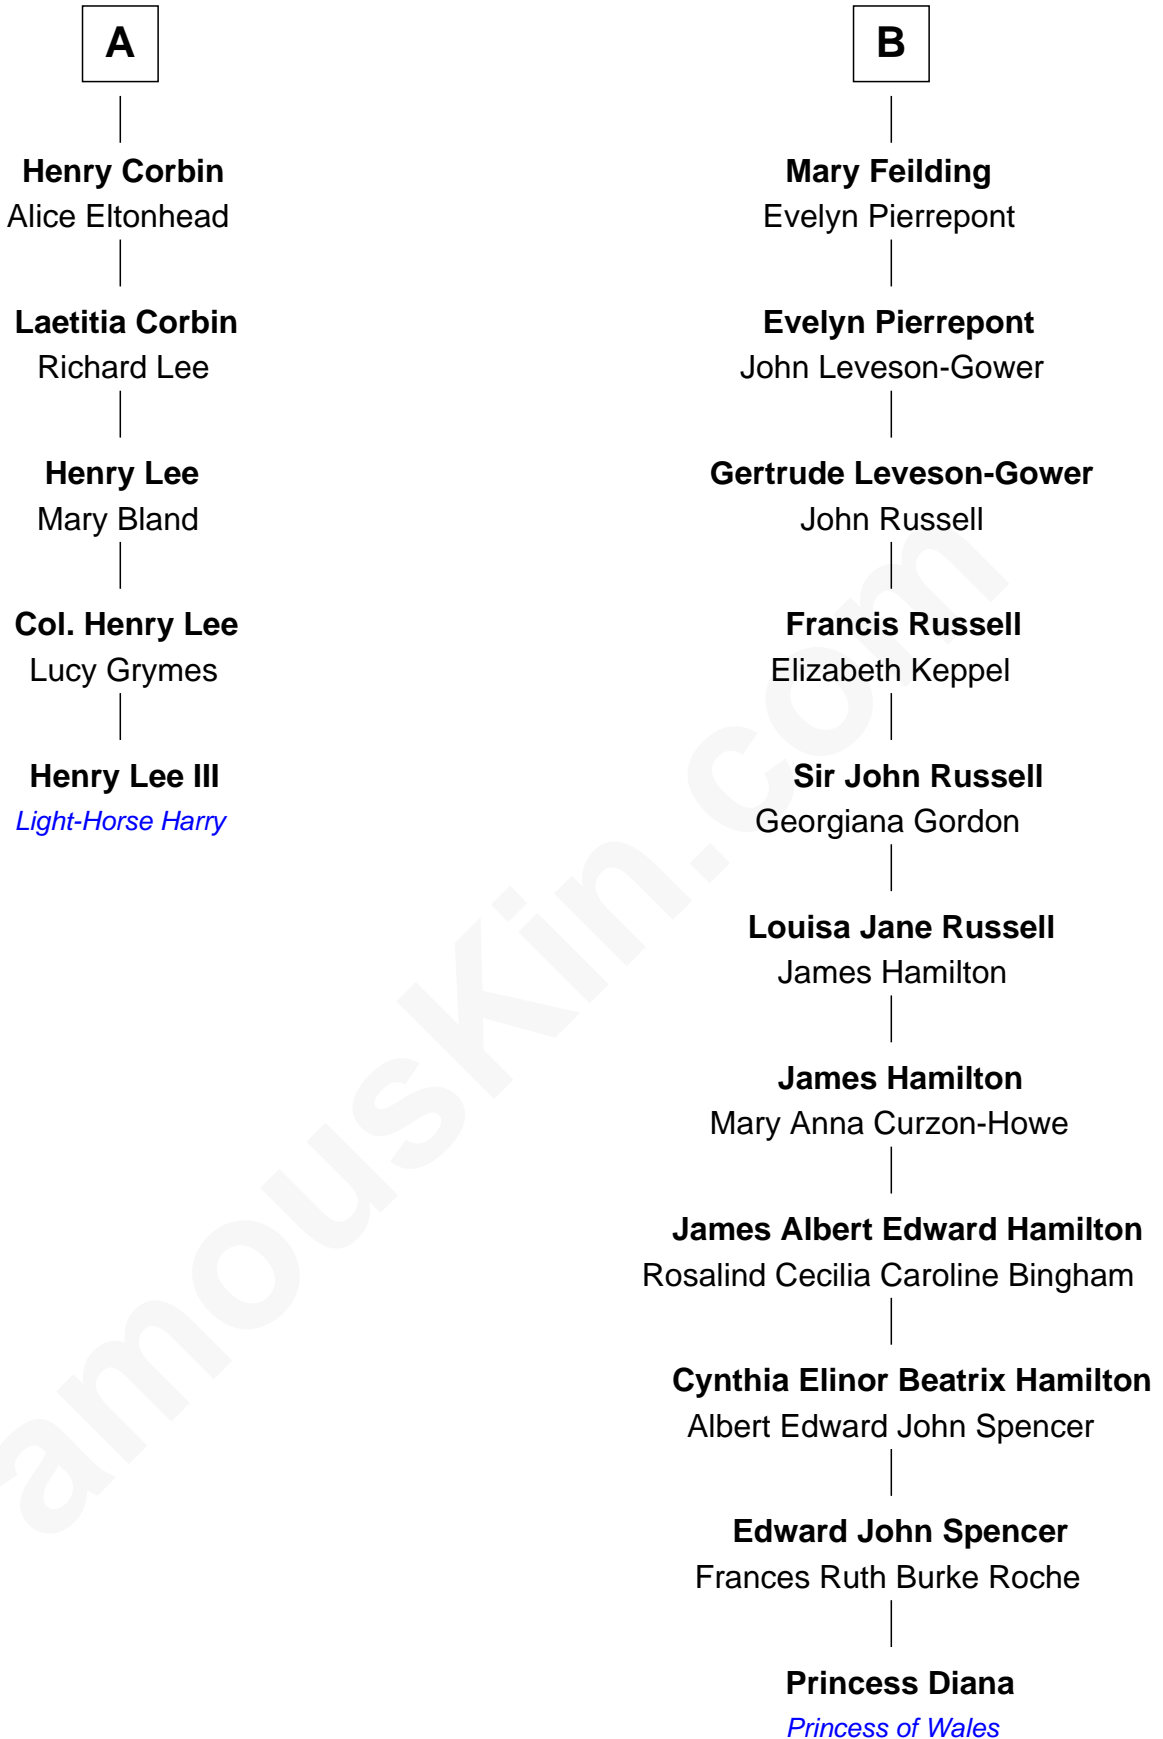 A
Henry Corbin
Alice Eltonhead
Laetitia Corbin
Richard Lee
Henry Lee
Mary Bland
Col. Henry Lee
Lucy Grymes
Henry Lee III
Light-Horse Harry
B
Mary Feilding
Evelyn Pierrepont
Evelyn Pierrepont
John Leveson-Gower
Gertrude Leveson-Gower
John Russell
Francis Russell
Elizabeth Keppel
Sir John Russell
Georgiana Gordon
Louisa Jane Russell
James Hamilton
James Hamilton
Mary Anna Curzon-Howe
James Albert Edward Hamilton
Rosalind Cecilia Caroline Bingham
Cynthia Elinor Beatrix Hamilton
Albert Edward John Spencer
Edward John Spencer
Frances Ruth Burke Roche
Princess Diana
Princess of Wales
amousKin.com